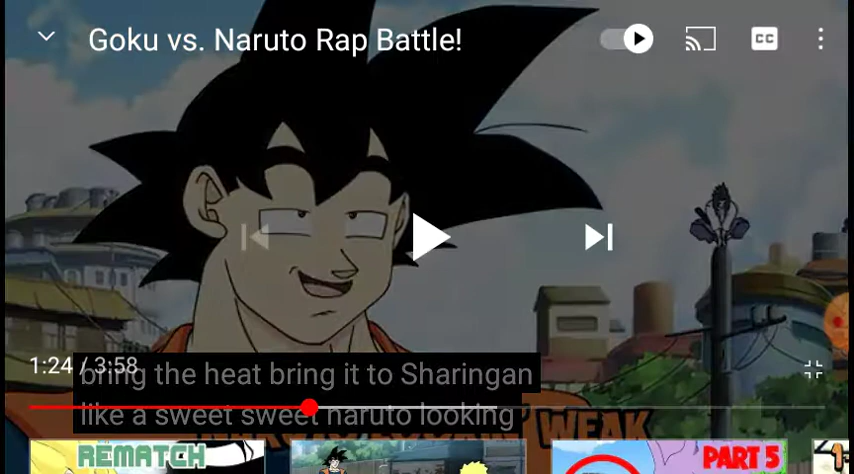 Goku vs. Naruto Rap Battle!
CC
1:24 / 3:58
bring the heat bring it to Sharingan
like a sweet sweet naruto looking
WEAK
REMATCH
PART 5